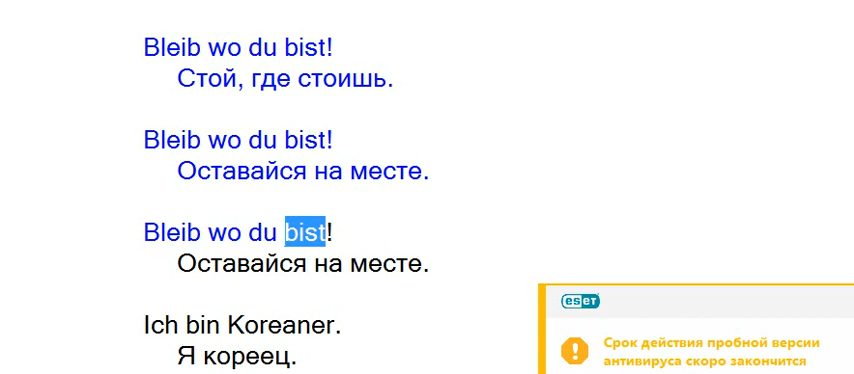 Bleib wo du bist!
Стой, где стоишь.
Bleib wo du bist!
Оставайся на месте.
Bleib wo du bist!
Оставайся на месте.
Ich bin Koreaner.
Я кореец.
eseT
Срок действия пробной версии
антивируса скоро закончится